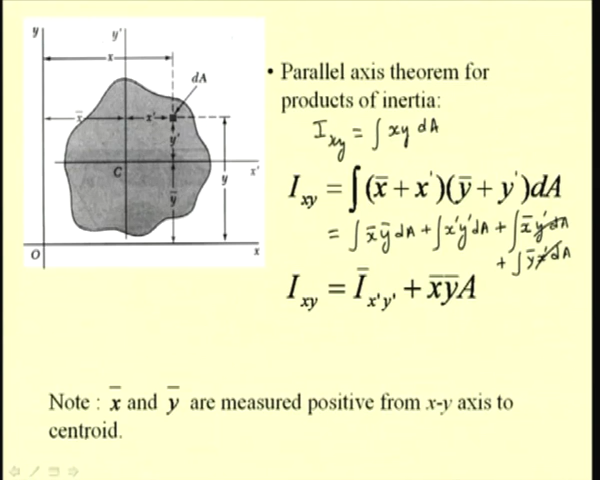 y
y'
x
dA
x̄
x'
y'
C
x'
ȳ
y
O
x
• Parallel axis theorem for
products of inertia:
I_xy = ∫ xy dA
I_xy = ∫(x̄ + x')(ȳ + y')dA
= ∫x̄ȳ dA + ∫x'y'dA + ∫x̄y'dA
+ ∫ȳx'dA
I_xy = Ī_x'y' + x̄ȳA
Note : x̄ and ȳ are measured positive from x-y axis to
centroid.